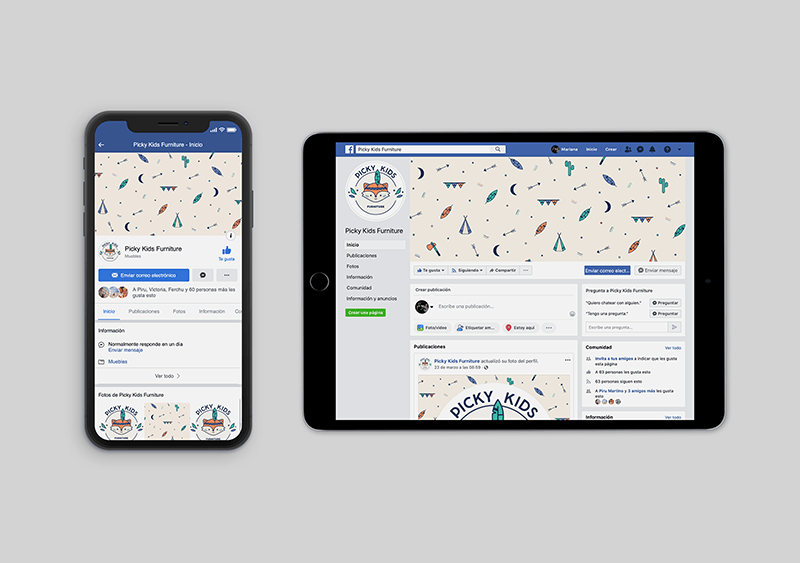 Picky Kids Furniture - Inicio
PICKY KIDS
FURNITURE
Picky Kids Furniture
Muebles
Te gusta
Enviar correo electrónico
A Piru, Victoria, Ferchu y 60 personas más les
gusta esto
Inicio
Publicaciones
Fotos
Información
Co
Información
Normalmente responde en un día
Enviar mensaje
Muebles
Ver todo
Fotos de Picky Kids Furniture
PICKY KIDS
FURNITURE
PICKY KIDS
FURNITURE
Picky Kids Furniture
Mariana
Inicio
Crear
PICKY KIDS
FURNITURE
Picky Kids Furniture
Inicio
Publicaciones
Fotos
Información
Comunidad
Información y anuncios
Crear una página
Te gusta
Siguiendo
Compartir
Enviar correo elect...
Enviar mensaje
Crear publicación
Escribe una publicación...
Foto/video
Etiquetar am...
Estoy aquí
Publicaciones
Picky Kids Furniture actualizó su foto del perfil.
23 de marzo a las 08:59
PICKY KIDS
Pregunta a Picky Kids Furniture
"Quiero chatear con alguien."
Preguntar
"Tengo una pregunta."
Preguntar
Escribe una pregunta...
Comunidad
Ver todo
Invita a tus amigos a indicar que les gusta
esta página
A 63 personas les gusta esto
63 personas siguen esto
A Piru Martino y 3 amigos más les
gusta esto
Información
Ver todo